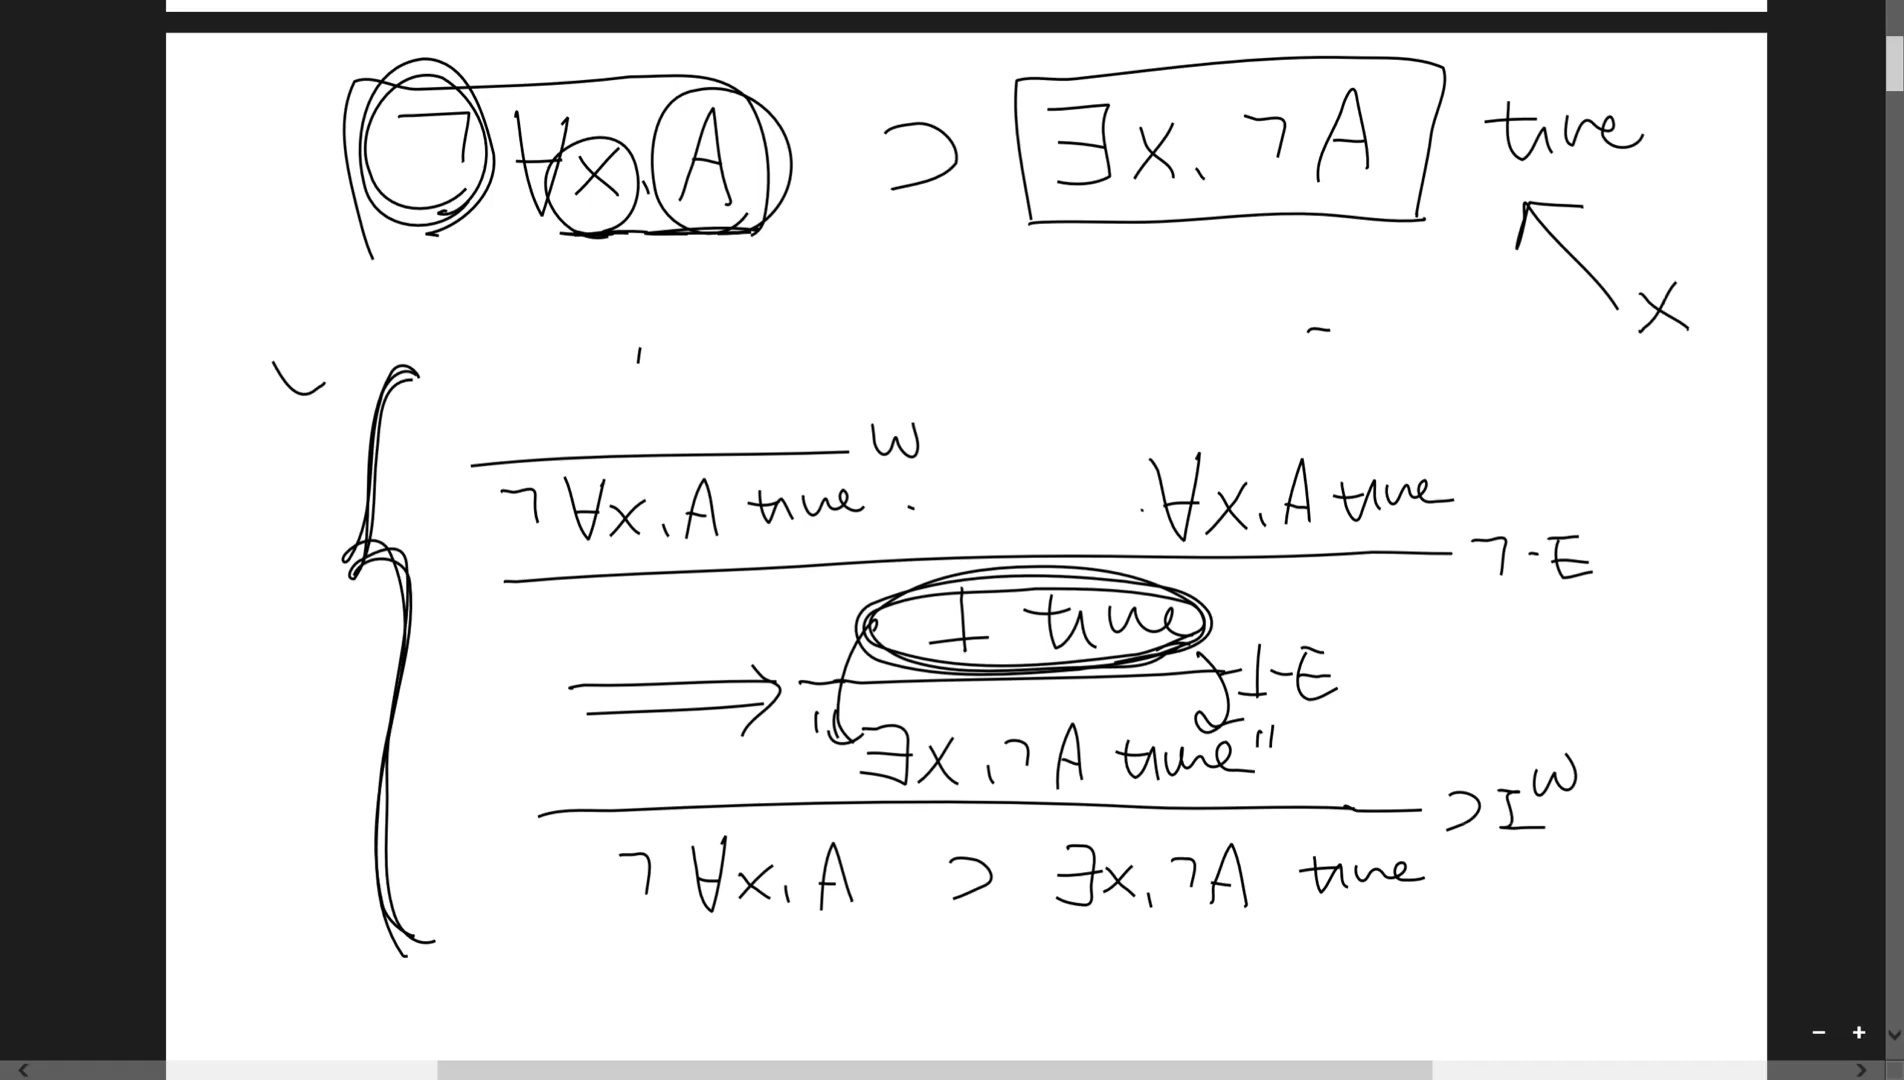 ¬∀x. A ⊃ ∃x. ¬A true
x
w
¬∀x. A true . . ∀x. A true
¬-E
⊥ true
⊥-E
⇒ "∃x. ¬A true"
⊃I^w
¬∀x. A ⊃ ∃x. ¬A true